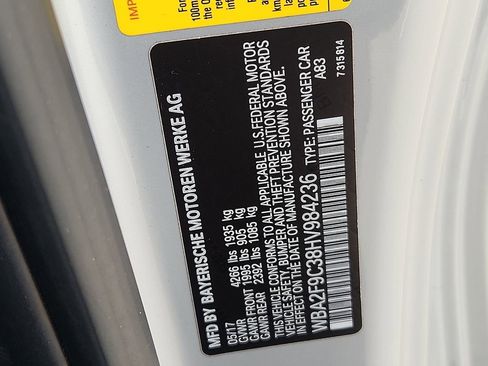 MFD BY BAYERISCHE MOTOREN WERKE AG
05/17
GVWR 4266 lbs 1935 kg
GAWR FRONT 1995 lbs 905 kg
GAWR REAR 2392 lbs 1085 kg
THIS VEHICLE CONFORMS TO ALL APPLICABLE U.S.FEDERAL MOTOR
VEHICLE SAFETY, BUMPER AND THEFT PREVENTION STANDARDS
IN EFFECT ON THE DATE OF MANUFACTURE SHOWN ABOVE.
WBA2F9C38HV984236 TYPE: PASSENGER CAR
A83
7315814